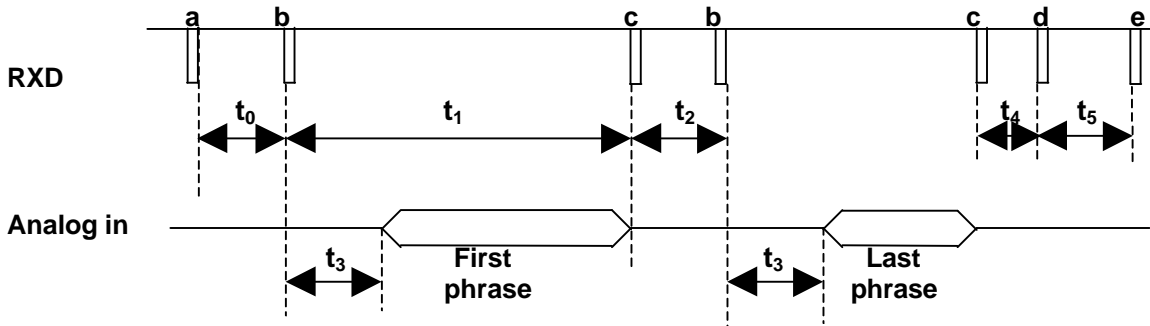 a b c b c d e
RXD
t₀ t₁ t₂ t₄ t₅
Analog in
t₃ First phrase t₃ Last phrase